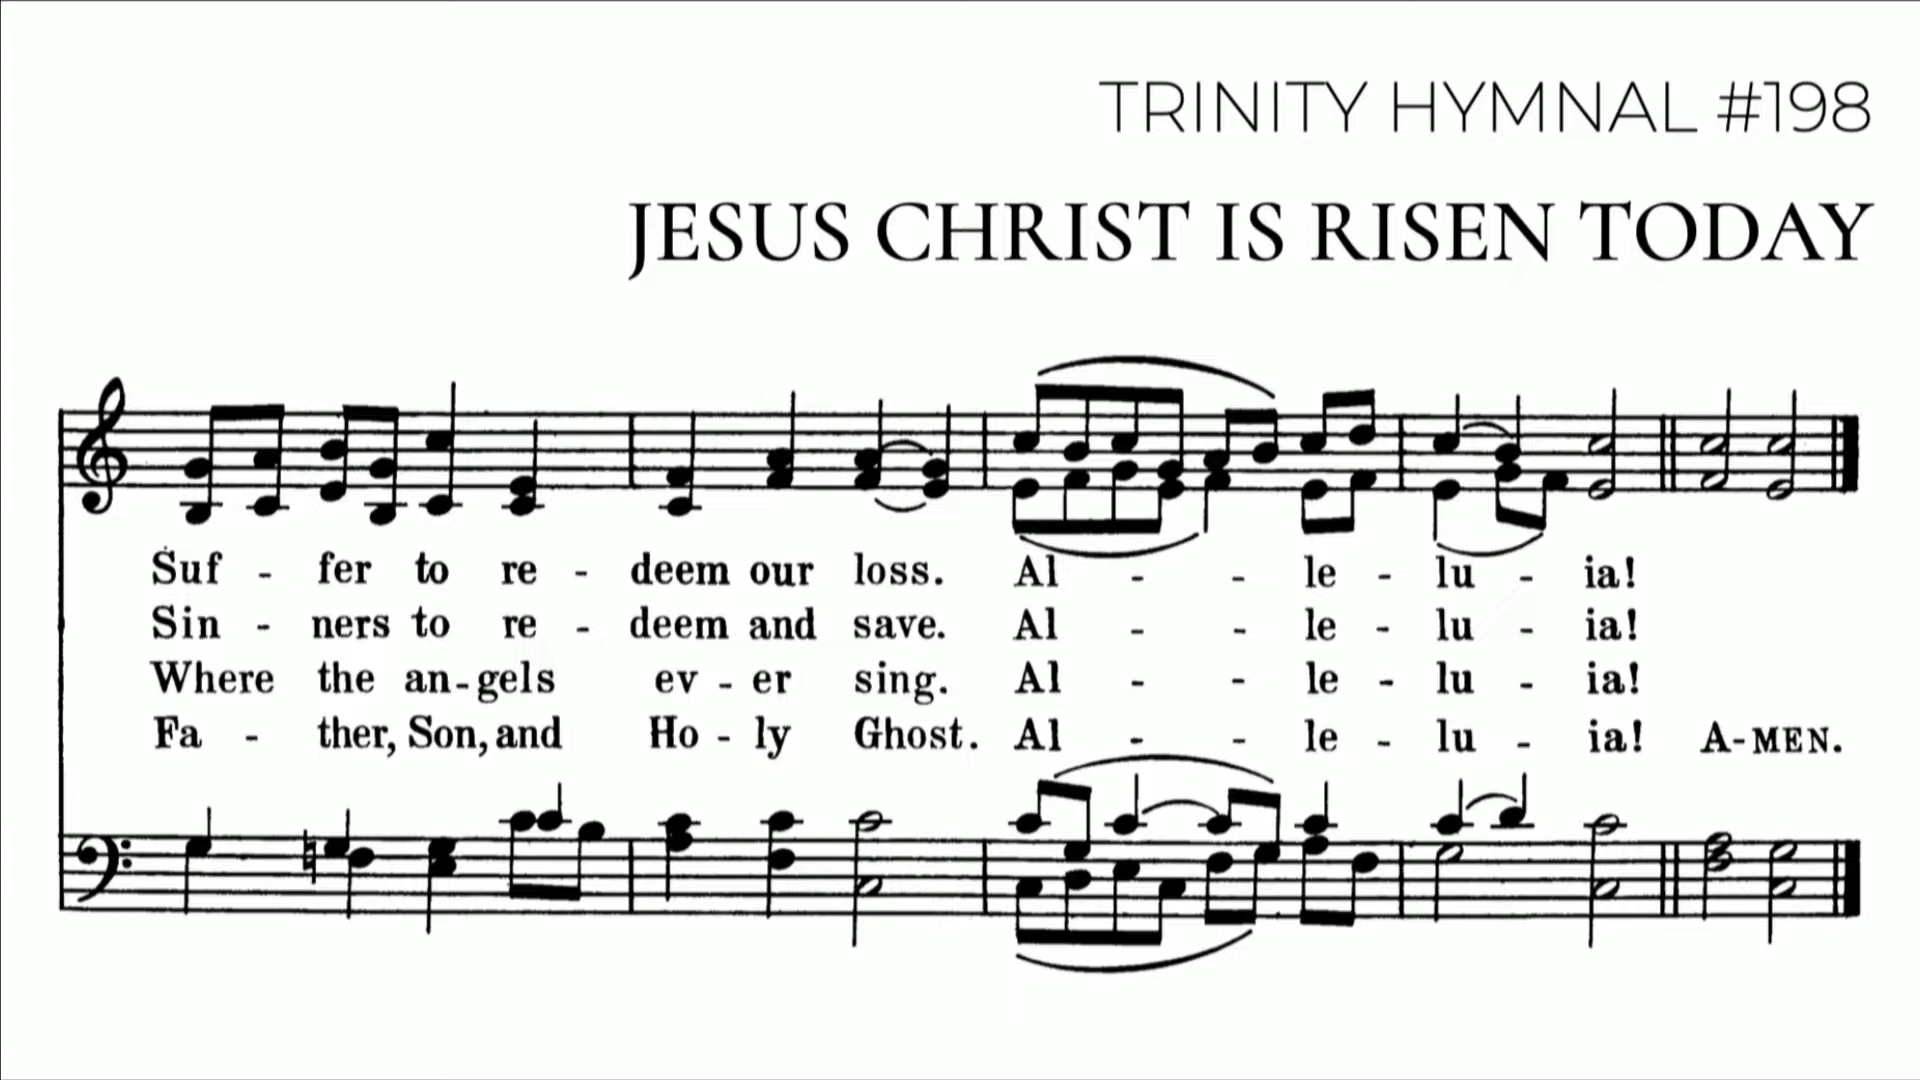 TRINITY HYMNAL #198
JESUS CHRIST IS RISEN TODAY
Suf - fer to re - deem our loss. Al - - le - lu - ia!
Sin - ners to re - deem and save. Al - - le - lu - ia!
Where the an-gels ev - er sing. Al - - le - lu - ia!
Fa - ther, Son, and Ho - ly Ghost. Al - - le - lu - ia! A-MEN.